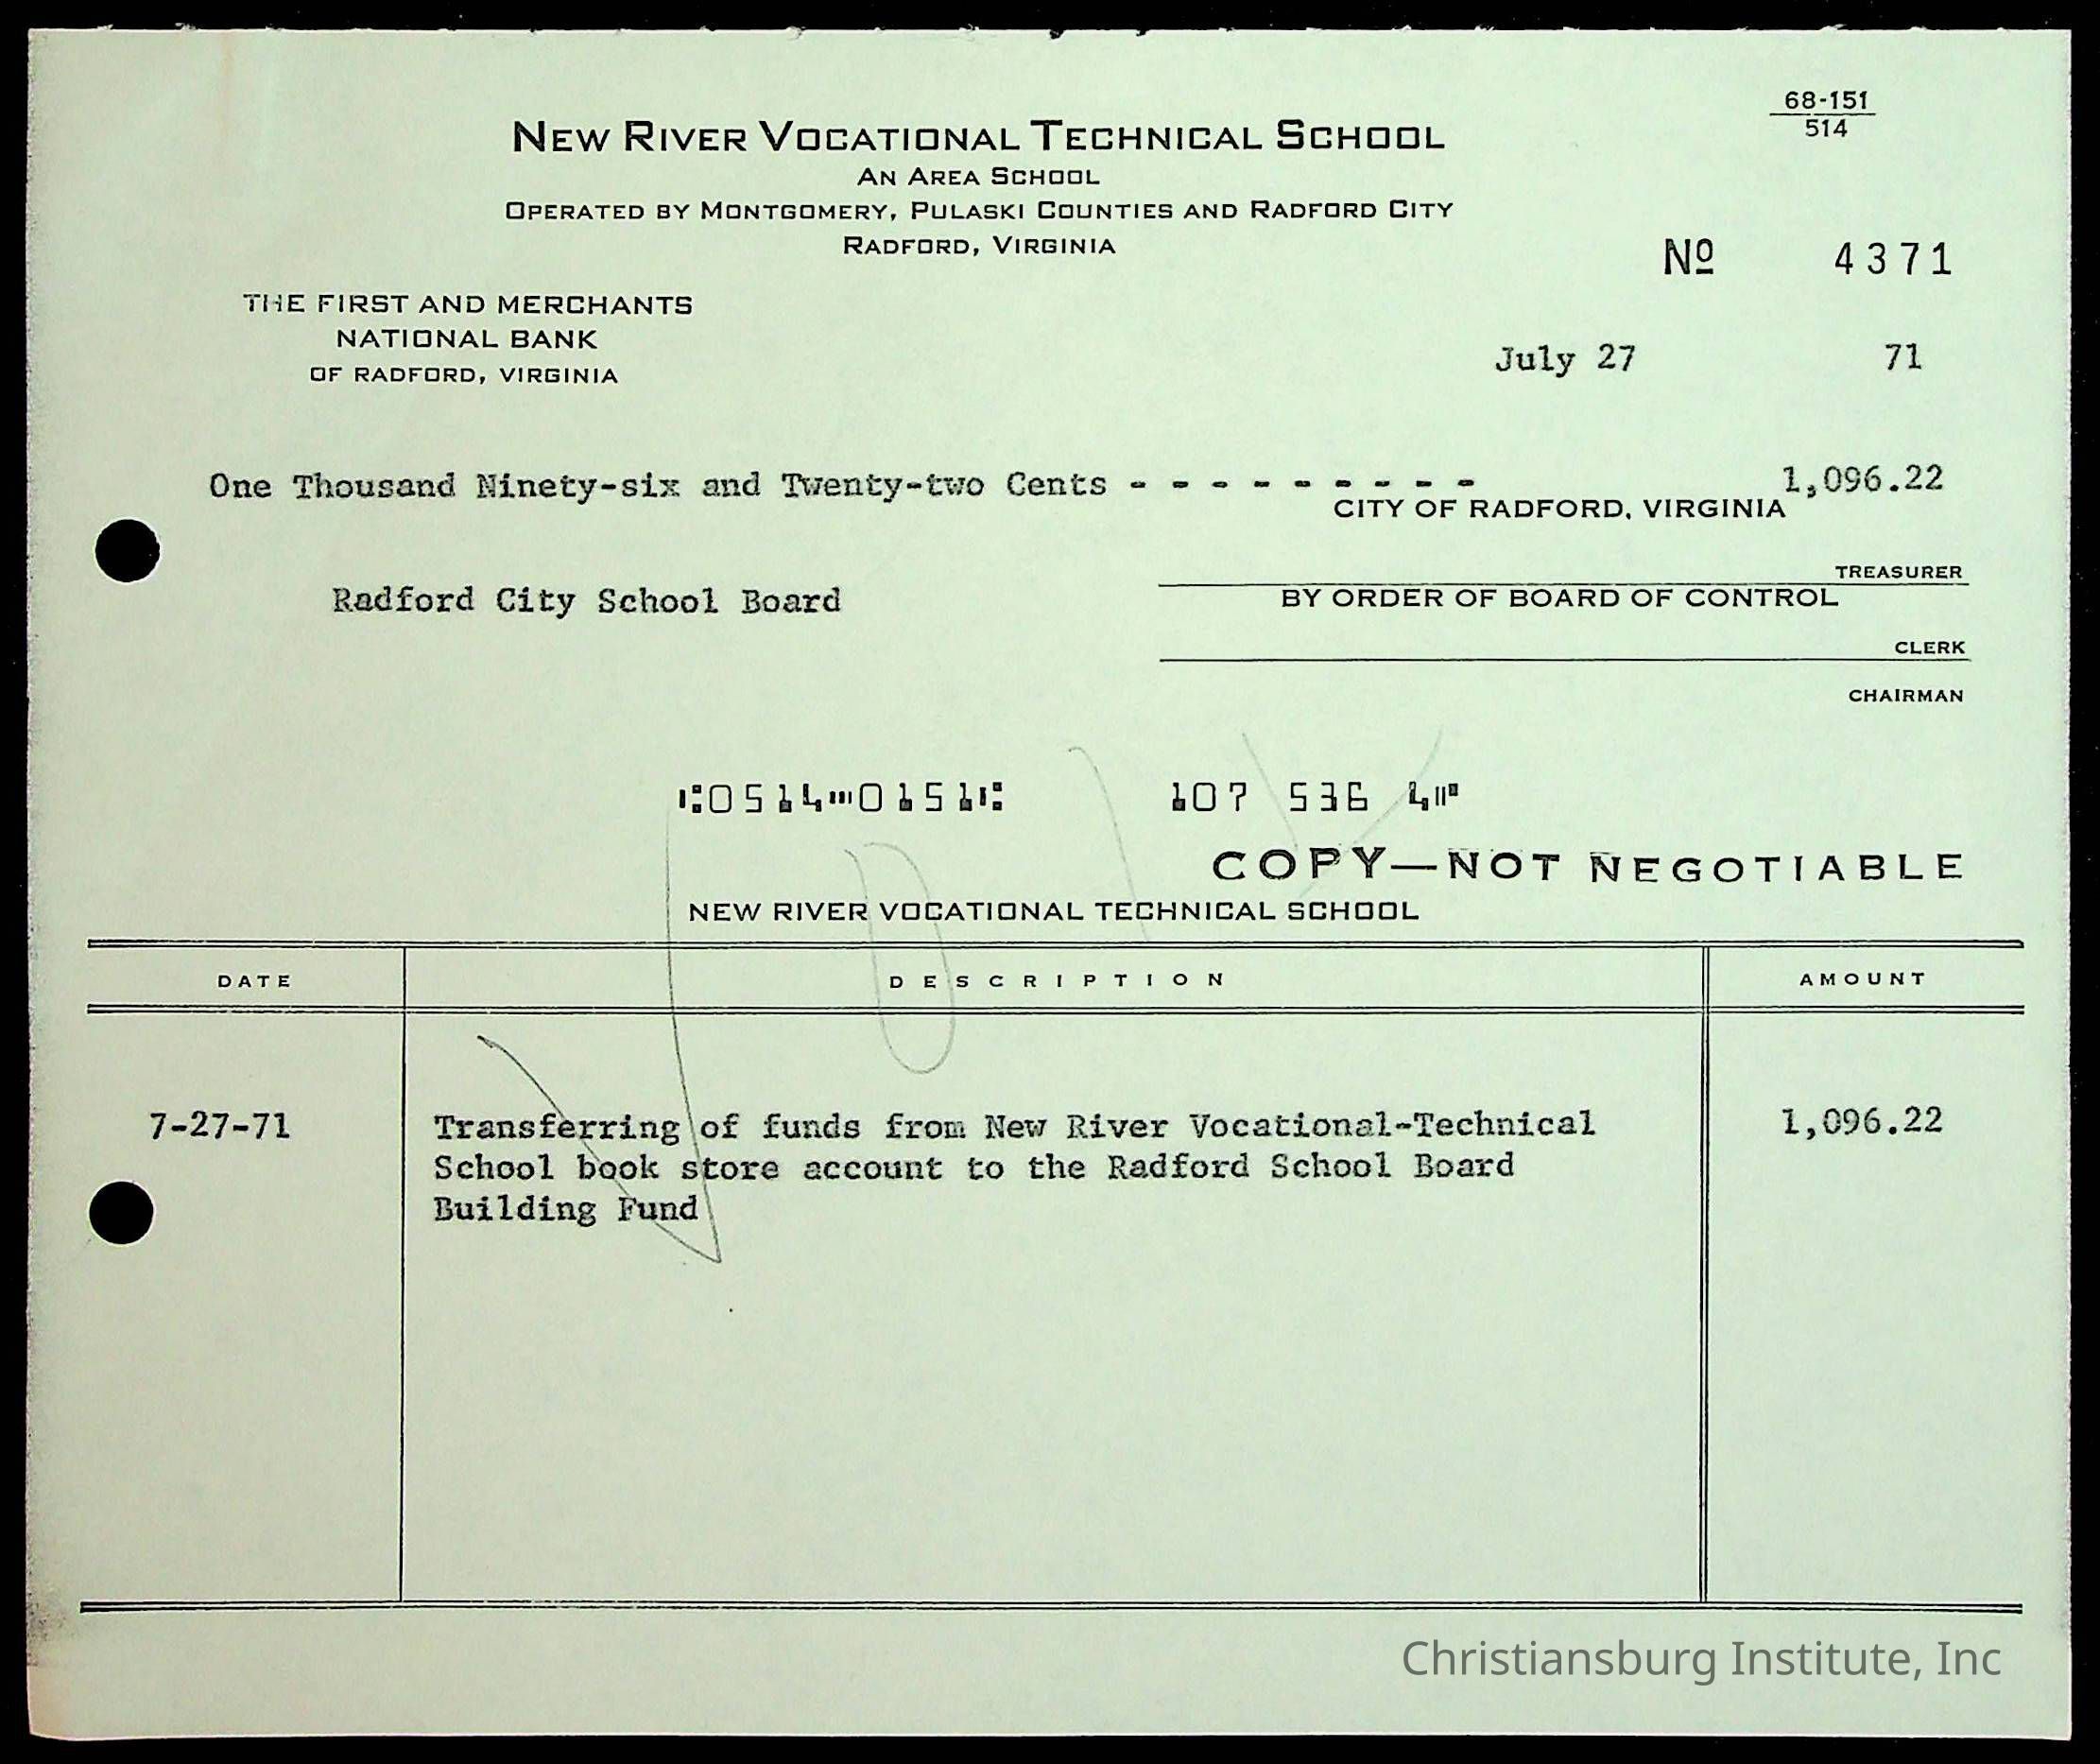 68-151
514
NEW RIVER VOCATIONAL TECHNICAL SCHOOL
AN AREA SCHOOL
OPERATED BY MONTGOMERY, PULASKI COUNTIES AND RADFORD CITY
RADFORD, VIRGINIA
Nº 4371
THE FIRST AND MERCHANTS
NATIONAL BANK
OF RADFORD, VIRGINIA
July 27 71
One Thousand Ninety-six and Twenty-two Cents - - - - - - - - - 1,096.22
CITY OF RADFORD, VIRGINIA
TREASURER
Radford City School Board
BY ORDER OF BOARD OF CONTROL
CLERK
CHAIRMAN
⑆0514⑉0151⑆ 107 536 4⑈
COPY—NOT NEGOTIABLE
NEW RIVER VOCATIONAL TECHNICAL SCHOOL
DATE DESCRIPTION AMOUNT
7-27-71 Transferring of funds from New River Vocational-Technical 1,096.22
School book store account to the Radford School Board
Building Fund
Christiansburg Institute, Inc